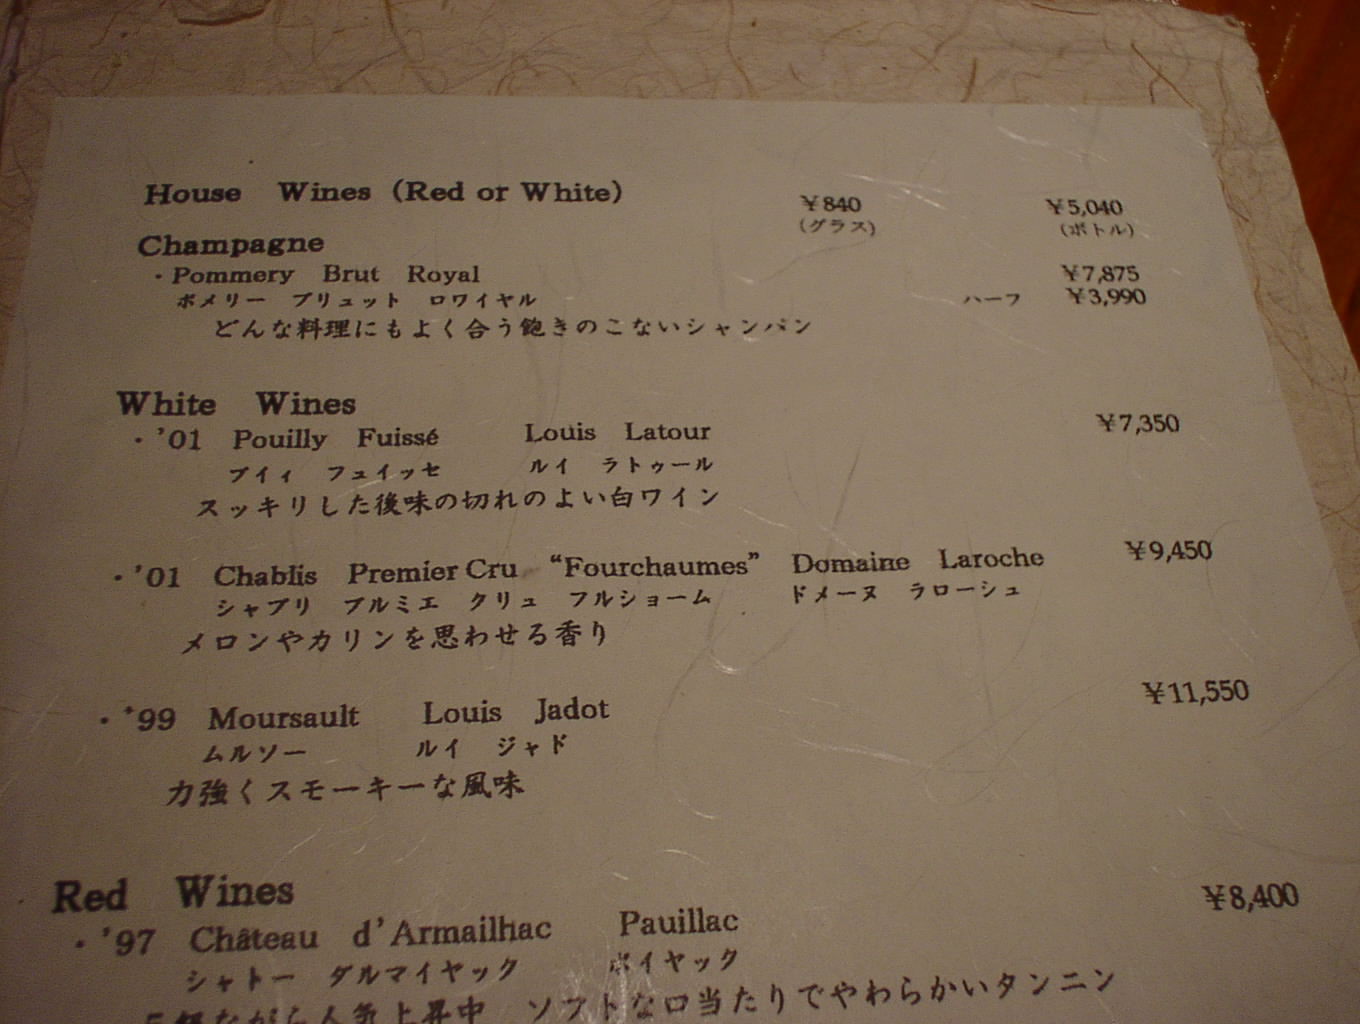 House Wines (Red or White) ¥840 ¥5,040
(グラス) (ボトル)
Champagne
・Pommery Brut Royal ¥7,875
ポメリー ブリュット ロワイヤル ハーフ ¥3,990
どんな料理にもよく合う飽きのこないシャンパン
White Wines
・'01 Pouilly Fuissé Louis Latour ¥7,350
プイィ フュイッセ ルイ ラトゥール
スッキリした後味の切れのよい白ワイン
・'01 Chablis Premier Cru “Fourchaumes” Domaine Laroche ¥9,450
シャブリ プルミエ クリュ フルショーム ドメーヌ ラローシュ
メロンやカリンを思わせる香り
・'99 Moursault Louis Jadot ¥11,550
ムルソー ルイ ジャド
力強くスモーキーな風味
Red Wines
・'97 Château d'Armailhac Pauillac ¥8,400
シャトー ダルマイヤック ポイヤック
5級ながら人気上昇中 ソフトな口当たりでやわらかいタンニン